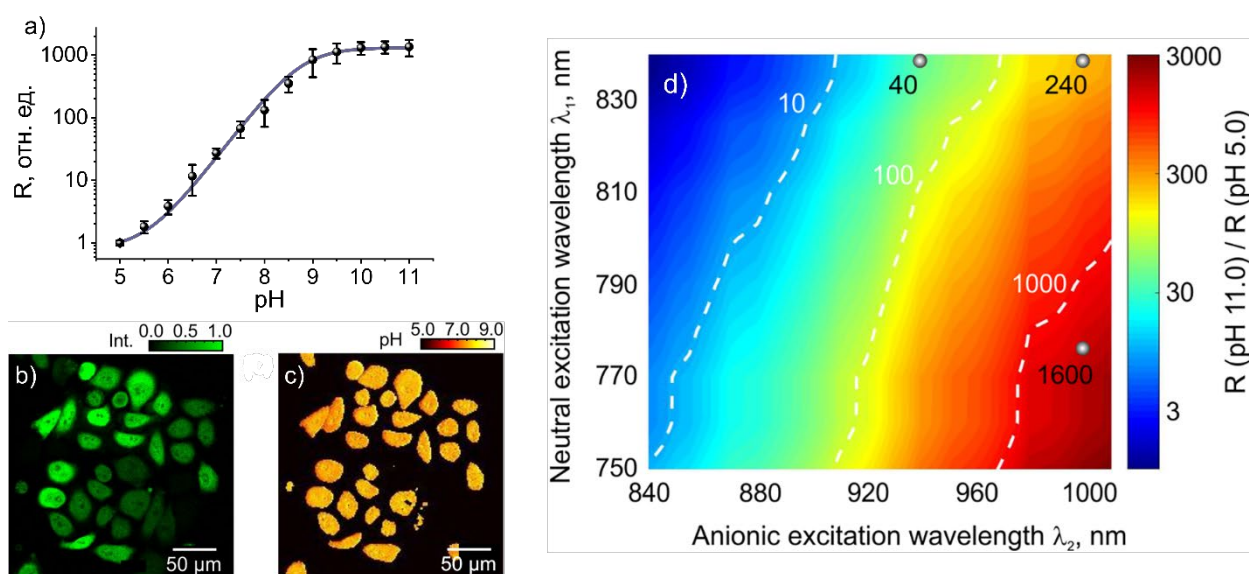 a)
R, отн. ед.
1000
100
10
1
5 6 7 8 9 10 11
pH
Int. 0.0 0.5 1.0
b)
50 µm
pH 5.0 7.0 9.0
c)
50 µm
d)
Neutral excitation wavelength λ₁, nm
830
810
790
770
750
10
40
240
100
1000
1600
840 880 920 960 1000
Anionic excitation wavelength λ₂, nm
3000
300
30
3
R (pH 11.0) / R (pH 5.0)